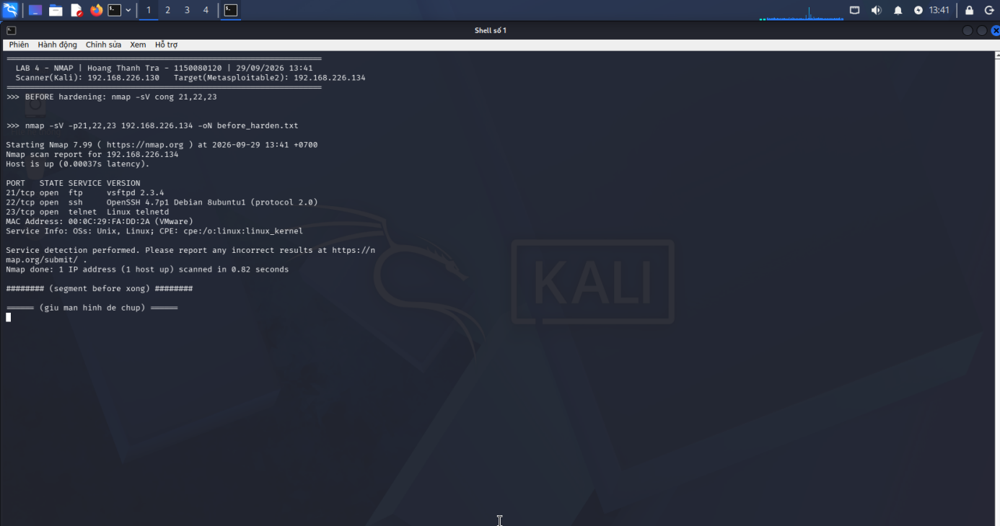 1 2 3 4 13:41
Shell số 1
Phiên Hành động Chỉnh sửa Xem Hỗ trợ
LAB 4 - NMAP | Hoang Thanh Tra - 1150080120 | 29/09/2026 13:41
Scanner(Kali): 192.168.226.130 Target(Metasploitable2): 192.168.226.134
>>> BEFORE hardening: nmap -sV cong 21,22,23
>>> nmap -sV -p21,22,23 192.168.226.134 -oN before_harden.txt
Starting Nmap 7.99 ( https://nmap.org ) at 2026-09-29 13:41 +0700
Nmap scan report for 192.168.226.134
Host is up (0.00037s latency).
PORT STATE SERVICE VERSION
21/tcp open ftp vsftpd 2.3.4
22/tcp open ssh OpenSSH 4.7p1 Debian 8ubuntu1 (protocol 2.0)
23/tcp open telnet Linux telnetd
MAC Address: 00:0C:29:FA:DD:2A (VMware)
Service Info: OSs: Unix, Linux; CPE: cpe:/o:linux:linux_kernel
Service detection performed. Please report any incorrect results at https://n
map.org/submit/ .
Nmap done: 1 IP address (1 host up) scanned in 0.82 seconds
######## (segment before xong) ########
====== (giu man hinh de chup) ======
KALI